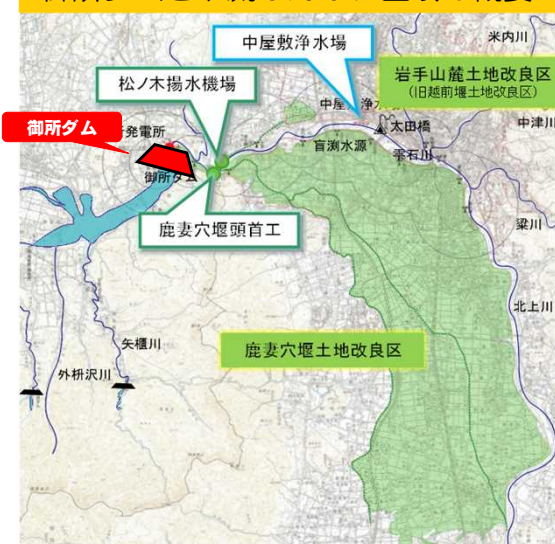 中屋敷浄水場
米内川
松ノ木揚水機場
岩手山麓土地改良区
(旧越前堰土地改良区)
御所ダム
発電所
太田橋
中津川
盲渕水源
雫石川
御所ダム
鹿妻穴堰頭首工
簗川
北上川
鹿妻穴堰土地改良区
矢櫃川
外枡沢川